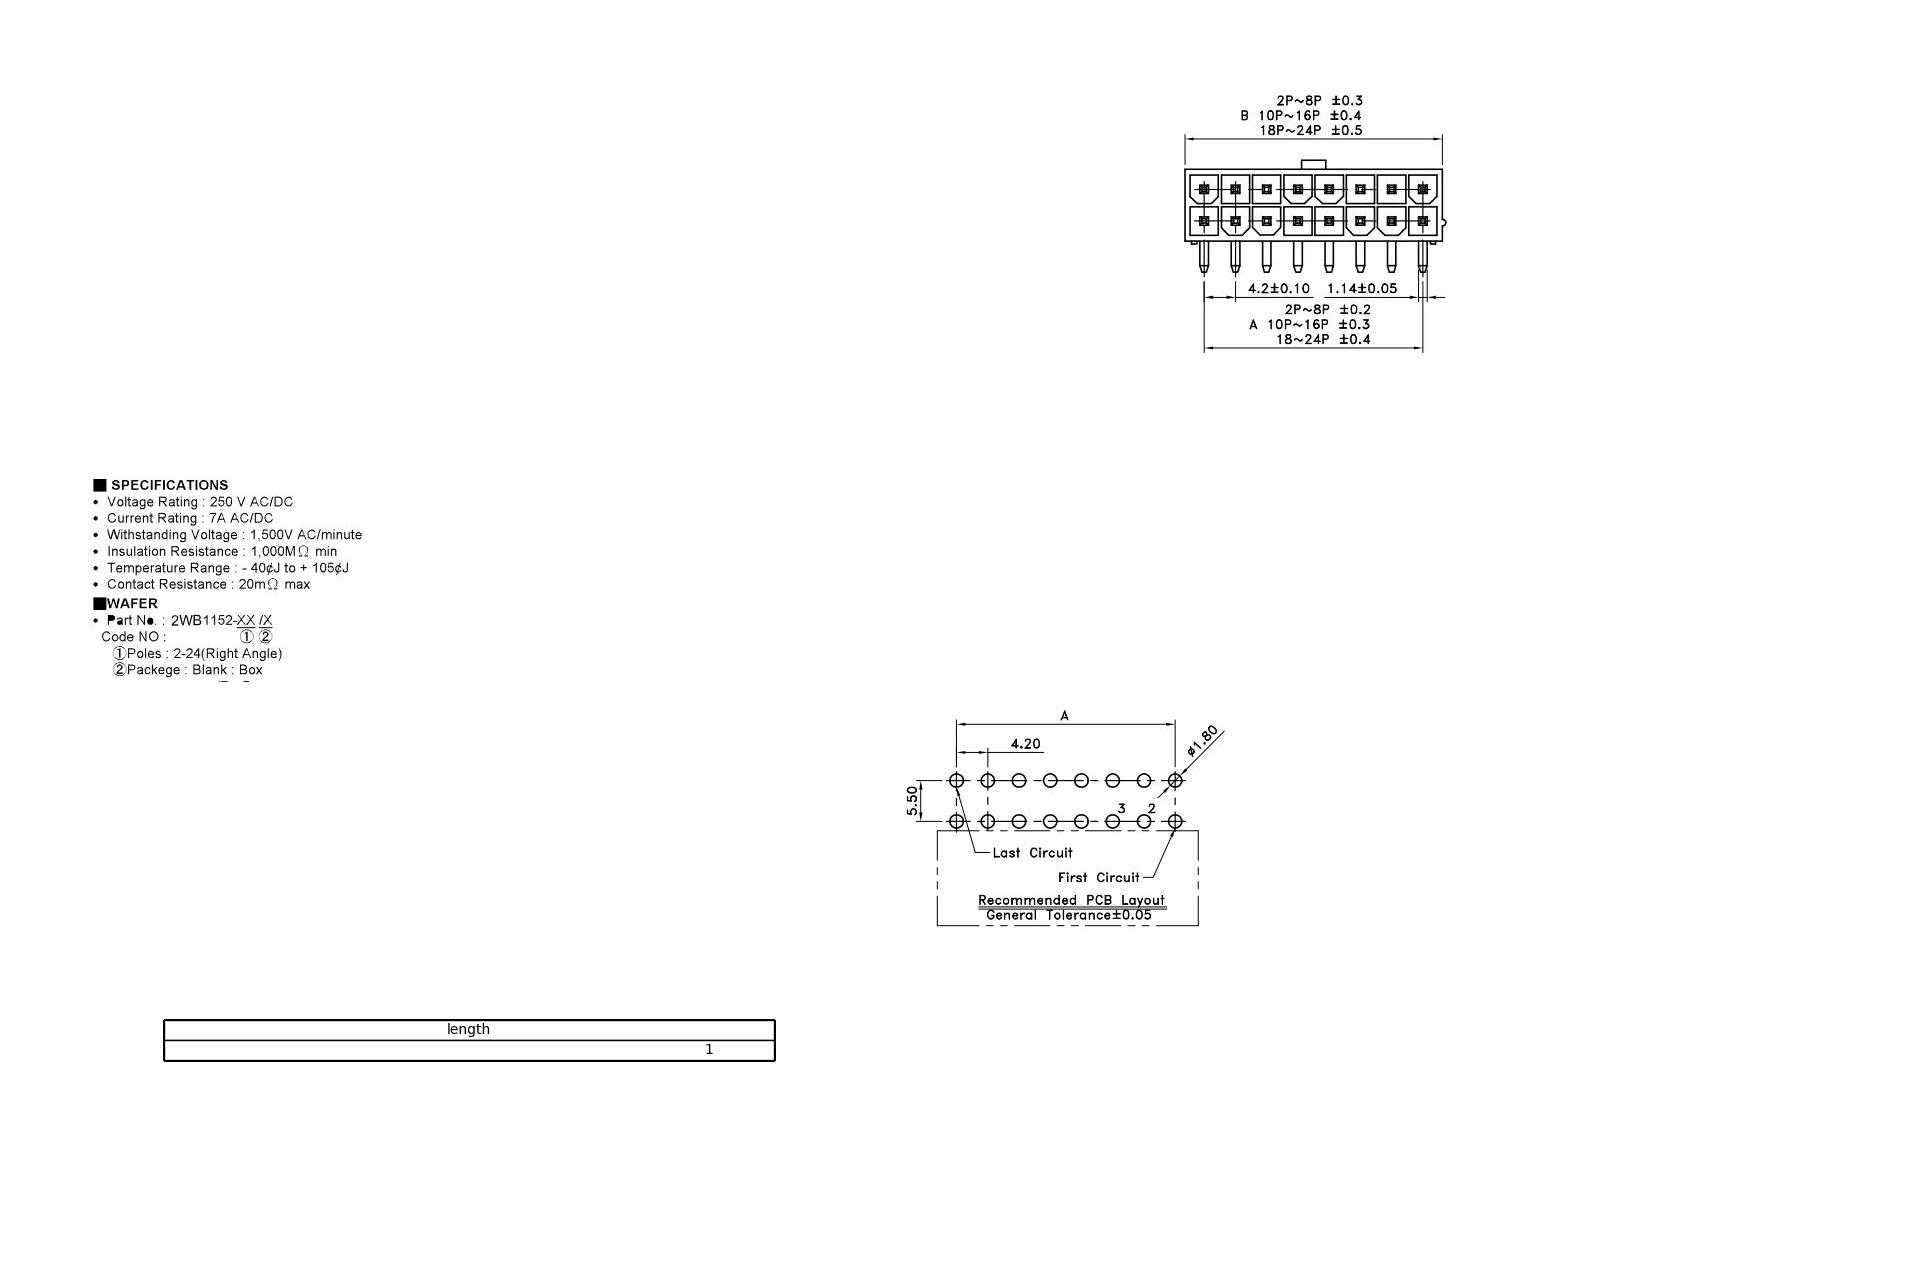 2P~8P ±0.3
B 10P~16P ±0.4
18P~24P ±0.5
4.2±0.10 1.14±0.05
2P~8P ±0.2
A 10P~16P ±0.3
18~24P ±0.4
■ SPECIFICATIONS
• Voltage Rating : 250 V AC/DC
• Current Rating : 7A AC/DC
• Withstanding Voltage : 1,500V AC/minute
• Insulation Resistance : 1,000MΩ min
• Temperature Range : - 40¢J to + 105¢J
• Contact Resistance : 20mΩ max
■WAFER
• Part No. : 2WB1152-XX /X
Code NO : ① ②
①Poles : 2-24(Right Angle)
②Packege : Blank : Box
A
4.20
ø1.80
5.50
3 2
Last Circuit
First Circuit
Recommended PCB Layout
General Tolerance±0.05
length
1